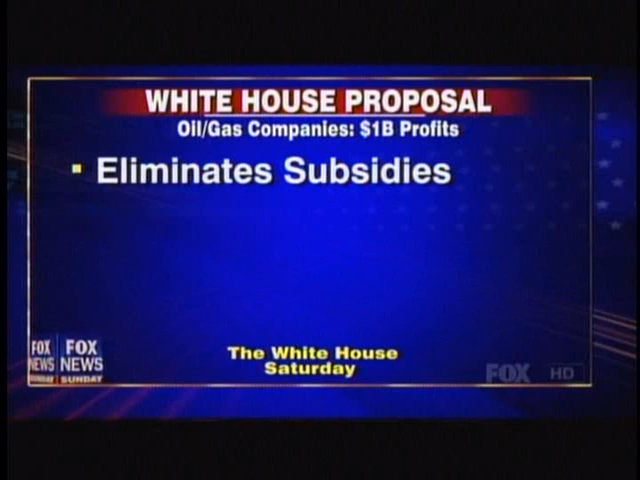 WHITE HOUSE PROPOSAL
Oil/Gas Companies: $1B Profits
Eliminates Subsidies
The White House
Saturday
FOX
NEWS
SUNDAY
FOX
NEWS
SUNDAY
FOX HD